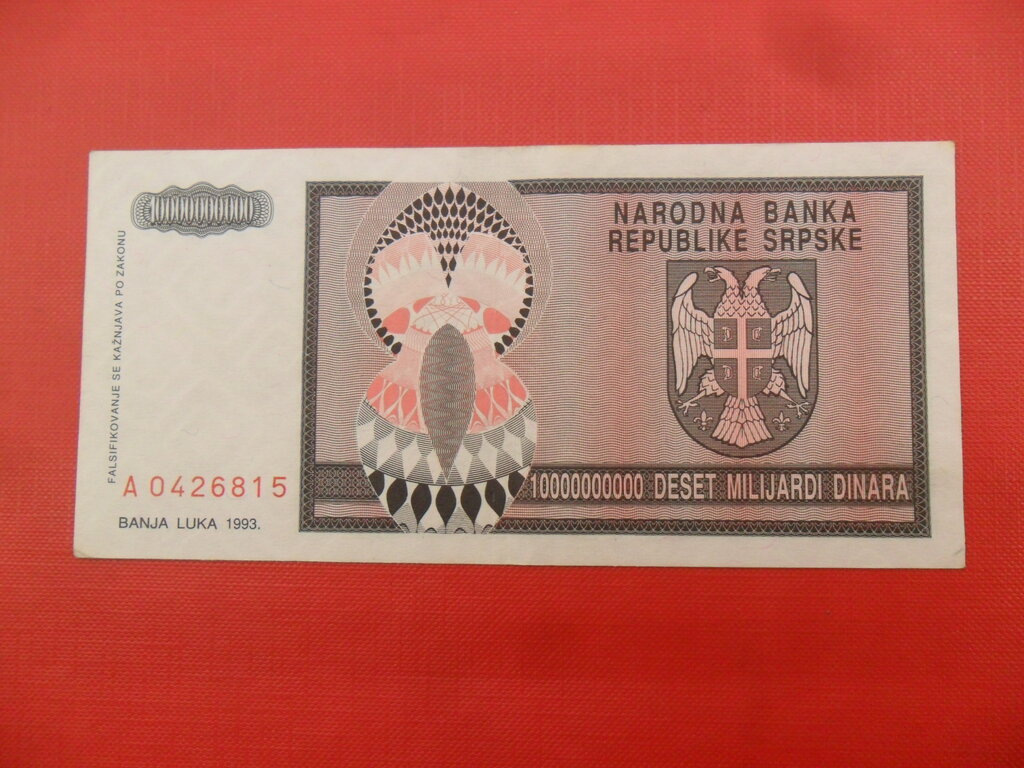 10000000000
FALSIFIKOVANJE SE KAŽNJAVA PO ZAKONU
A 0426815
BANJA LUKA 1993.
NARODNA BANKA
REPUBLIKE SRPSKE
10000000000 DESET MILIJARDI DINARA